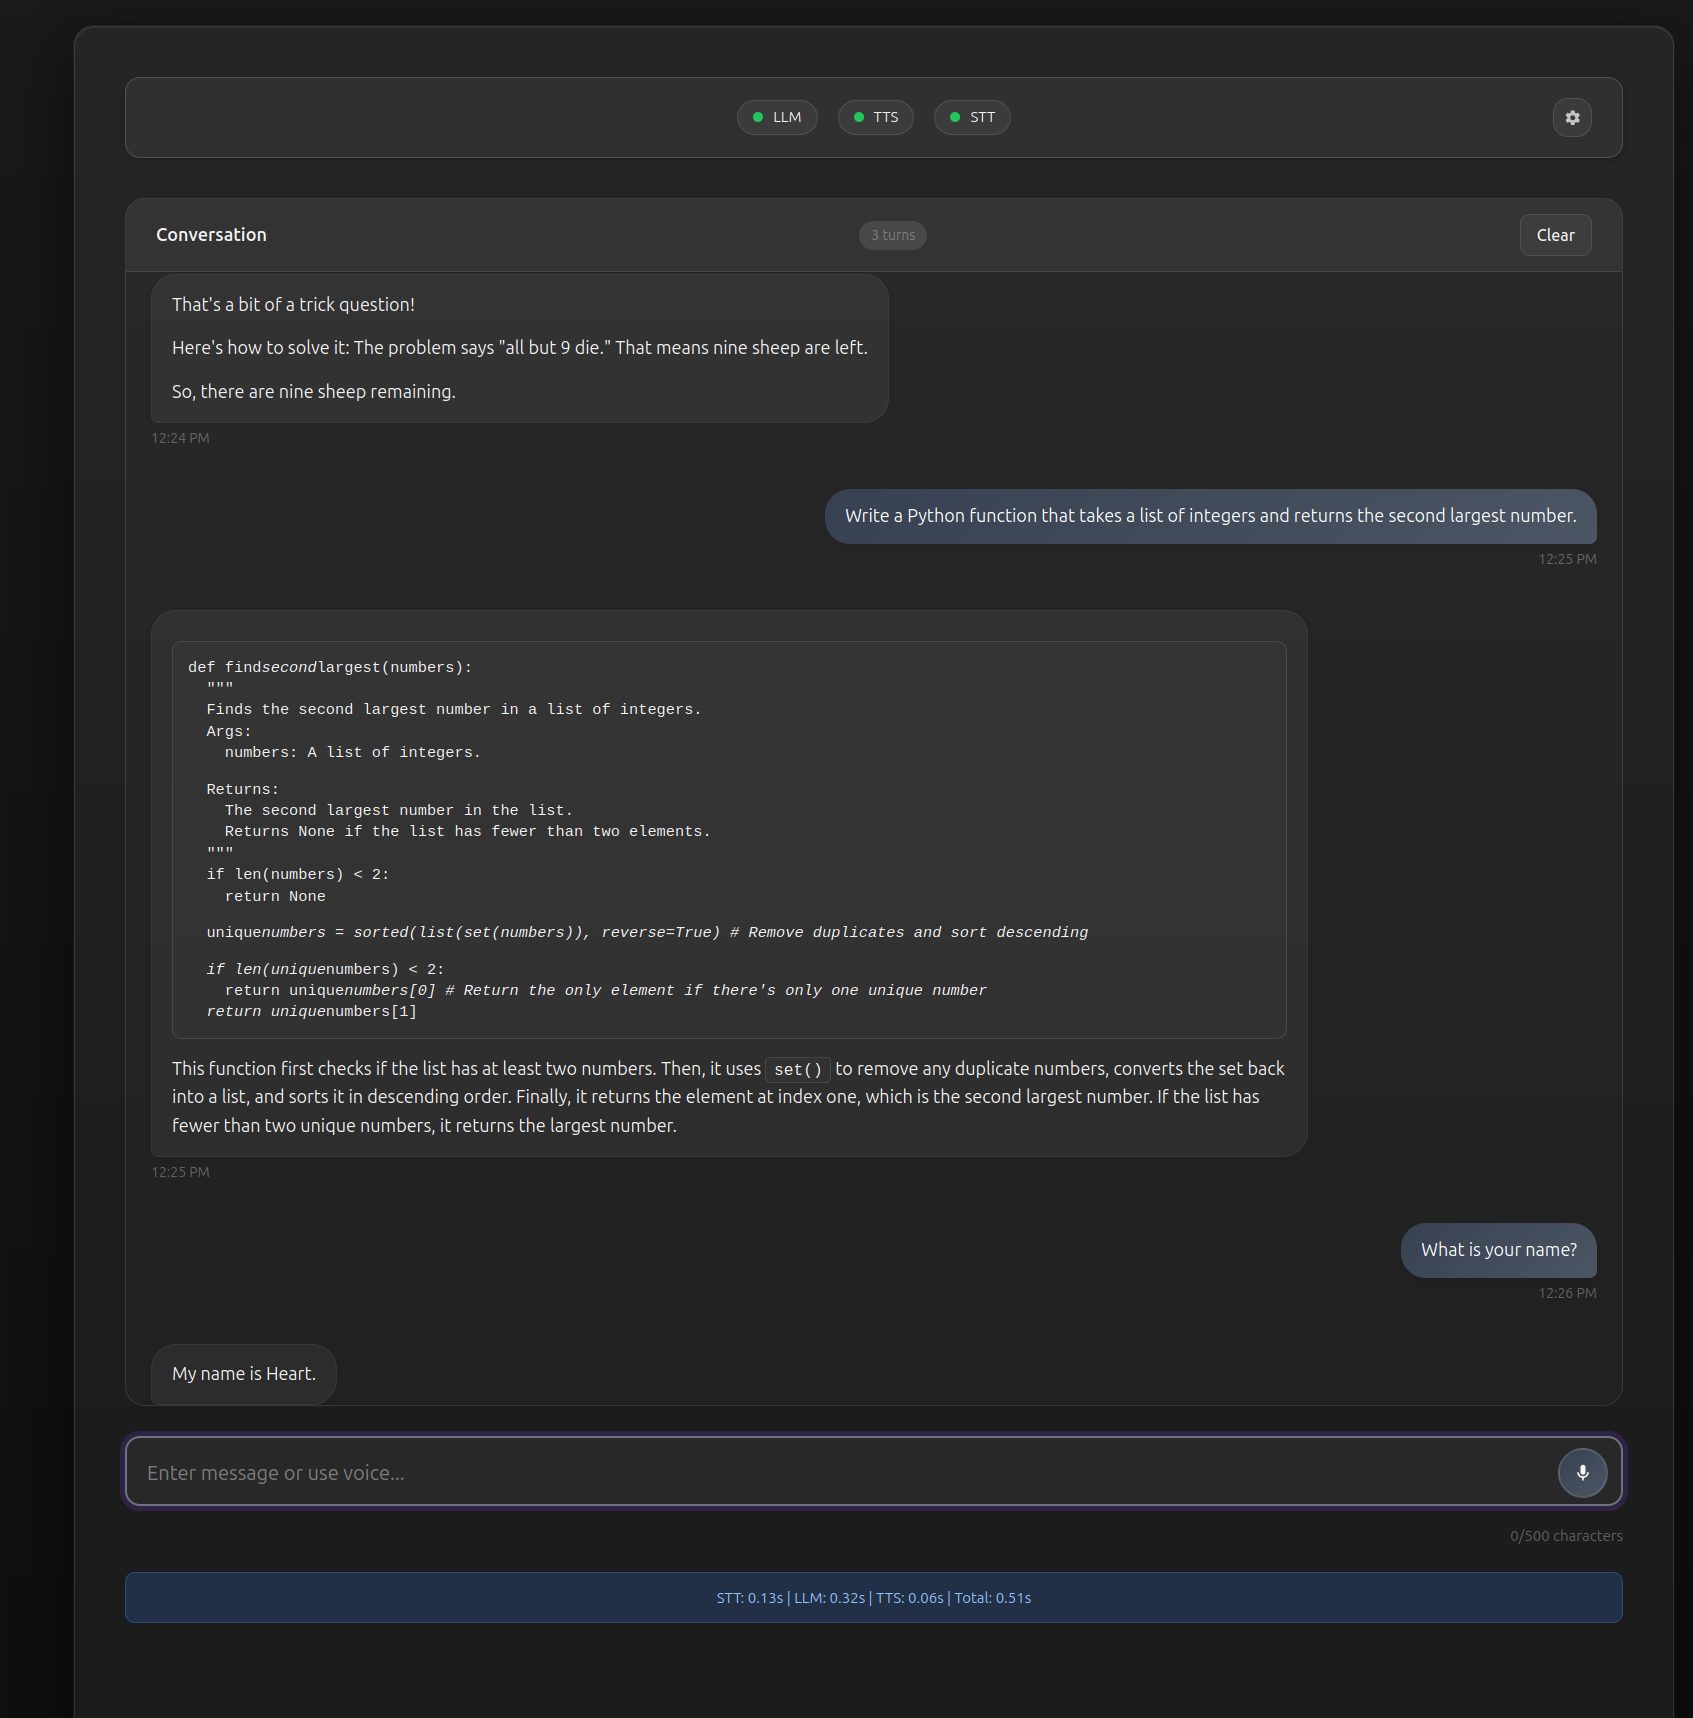 LLM
TTS
STT
Conversation
3 turns
Clear
That's a bit of a trick question!
Here's how to solve it: The problem says "all but 9 die." That means nine sheep are left.
So, there are nine sheep remaining.
12:24 PM
Write a Python function that takes a list of integers and returns the second largest number.
12:25 PM
def findsecondlargest(numbers):
  """
  Finds the second largest number in a list of integers.
  Args:
    numbers: A list of integers.
  Returns:
    The second largest number in the list.
    Returns None if the list has fewer than two elements.
  """
  if len(numbers) < 2:
    return None
  uniquenumbers = sorted(list(set(numbers)), reverse=True) # Remove duplicates and sort descending
  if len(uniquenumbers) < 2:
    return uniquenumbers[0] # Return the only element if there's only one unique number
  return uniquenumbers[1]
This function first checks if the list has at least two numbers. Then, it uses set() to remove any duplicate numbers, converts the set back
into a list, and sorts it in descending order. Finally, it returns the element at index one, which is the second largest number. If the list has
fewer than two unique numbers, it returns the largest number.
12:25 PM
What is your name?
12:26 PM
My name is Heart.
Enter message or use voice...
0/500 characters
STT: 0.13s | LLM: 0.32s | TTS: 0.06s | Total: 0.51s